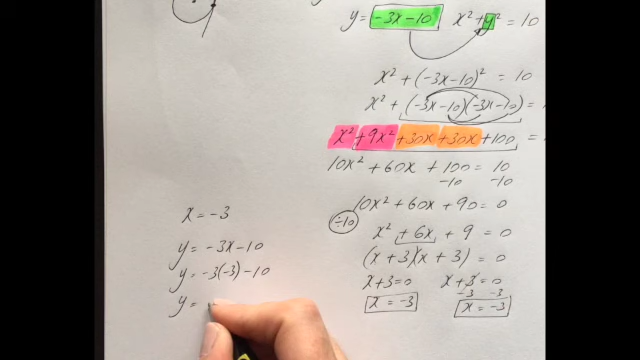 y = -3x-10 x² + y² = 10
x² + (-3x-10)² = 10
x² + (-3x-10)(-3x-10) =
x² +9x² +30x +30x +100 =
10x² + 60x + 100 = 10
-10 -10
10x² + 60x + 90 = 0
÷10
x² + 6x + 9 = 0
(x + 3)(x + 3) = 0
x+3=0 x+3=0
-3 -3
x = -3 x = -3
x = -3
y = -3x-10
y = -3(-3)-10
y =